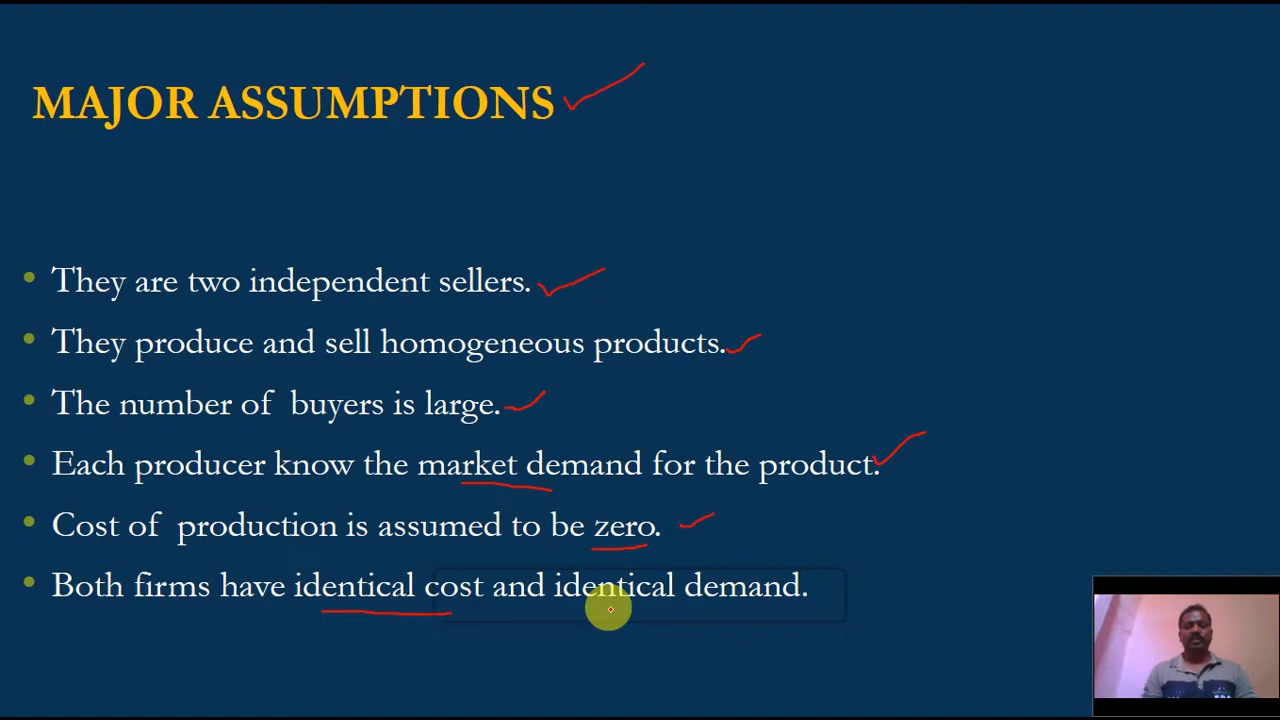 MAJOR ASSUMPTIONS
They are two independent sellers.
They produce and sell homogeneous products.
The number of buyers is large.
Each producer know the market demand for the product.
Cost of production is assumed to be zero.
Both firms have identical cost and identical demand.